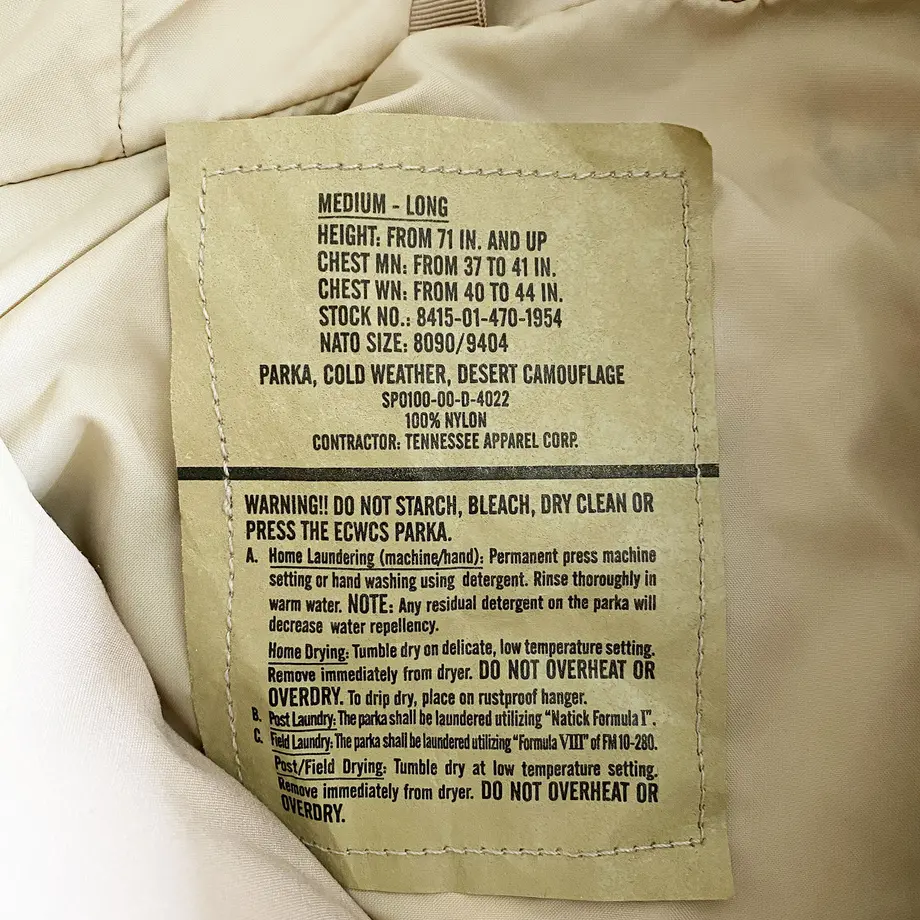 MEDIUM - LONG
HEIGHT: FROM 71 IN. AND UP
CHEST MN: FROM 37 TO 41 IN.
CHEST WN: FROM 40 TO 44 IN.
STOCK NO.: 8415-01-470-1954
NATO SIZE: 8090/9404
PARKA, COLD WEATHER, DESERT CAMOUFLAGE
SPO100-00-D-4022
100% NYLON
CONTRACTOR: TENNESSEE APPAREL CORP.
WARNING!! DO NOT STARCH, BLEACH, DRY CLEAN OR
PRESS THE ECWCS PARKA.
A. Home Laundering (machine/hand): Permanent press machine
setting or hand washing using detergent. Rinse thoroughly in
warm water. NOTE: Any residual detergent on the parka will
decrease water repellency.
Home Drying: Tumble dry on delicate, low temperature setting.
Remove immediately from dryer. DO NOT OVERHEAT OR
OVERDRY. To drip dry, place on rustproof hanger.
B. Post Laundry: The parka shall be laundered utilizing "Natick Formula I".
C. Field Laundry: The parka shall be laundered utilizing "Formula VIII" of FM 10-280.
Post/Field Drying: Tumble dry at low temperature setting.
Remove immediately from dryer. DO NOT OVERHEAT OR
OVERDRY.